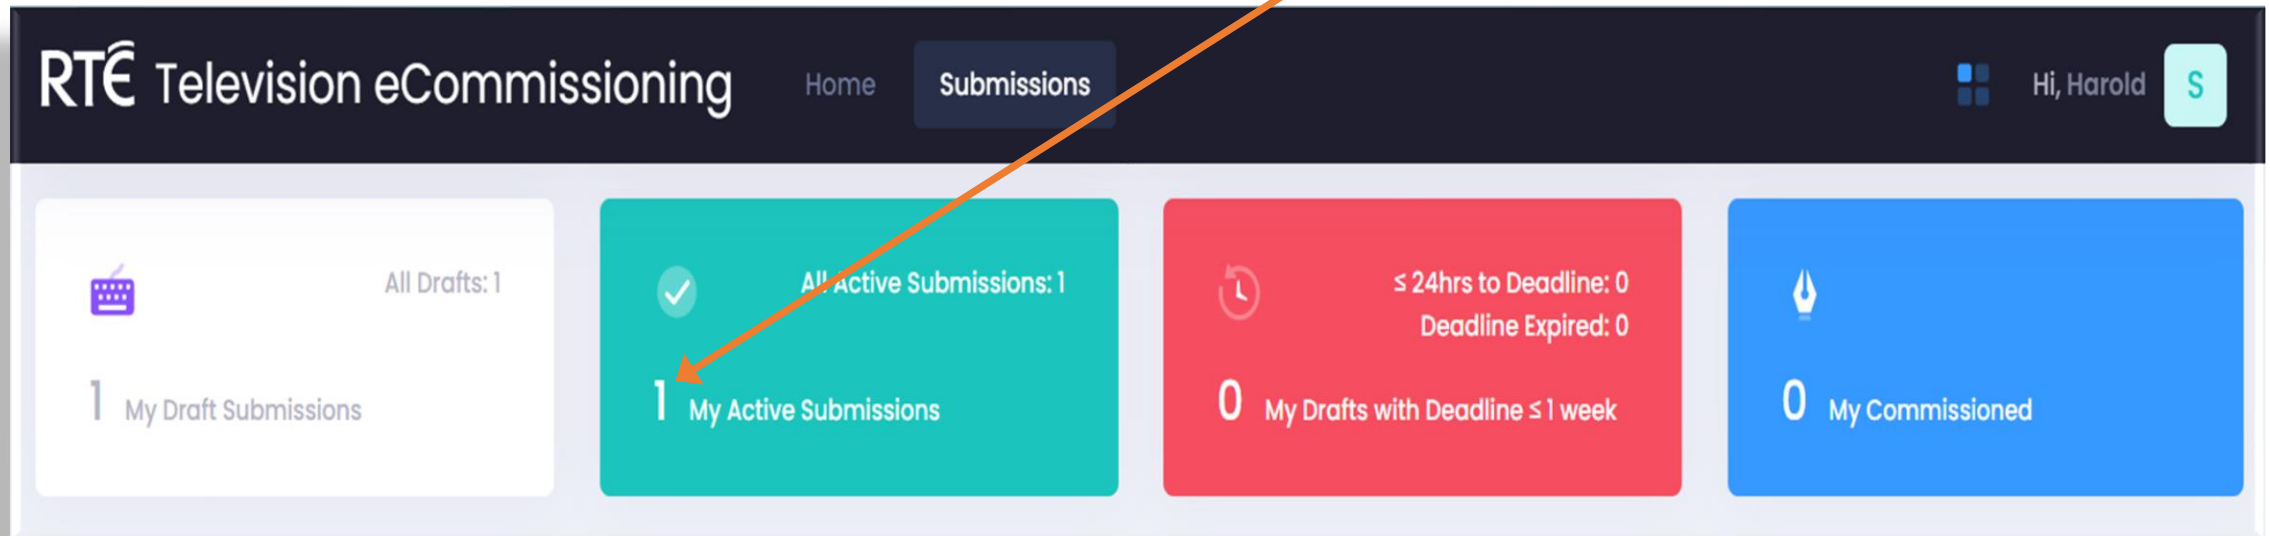 RTÉ Television eCommissioning Home Submissions Hi, Harold S
All Drafts: 1
1 My Draft Submissions
All Active Submissions: 1
1 My Active Submissions
≤ 24hrs to Deadline: 0
Deadline Expired: 0
0 My Drafts with Deadline ≤ 1 week
0 My Commissioned